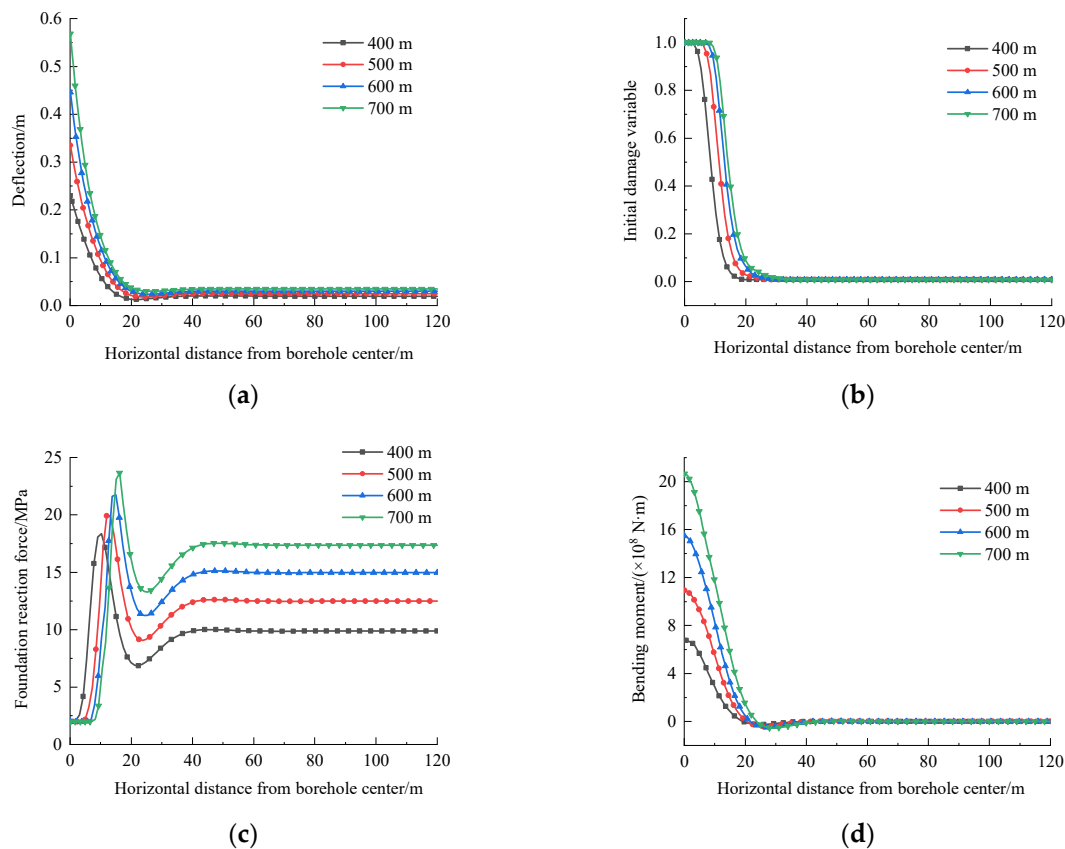 0.6
0.5
0.4
0.3
0.2
0.1
0.0
Deflection/m
400 m
500 m
600 m
700 m
0 20 40 60 80 100 120
Horizontal distance from borehole center/m
(a)
1.0
0.8
0.6
0.4
0.2
0.0
Initial damage variable
400 m
500 m
600 m
700 m
0 20 40 60 80 100 120
Horizontal distance from borehole center/m
(b)
25
20
15
10
5
0
Foundation reaction force/MPa
400 m
500 m
600 m
700 m
0 20 40 60 80 100 120
Horizontal distance from borehole center/m
(c)
20
16
12
8
4
0
Bending moment/(×10⁸ N·m)
400 m
500 m
600 m
700 m
0 20 40 60 80 100 120
Horizontal distance from borehole center/m
(d)